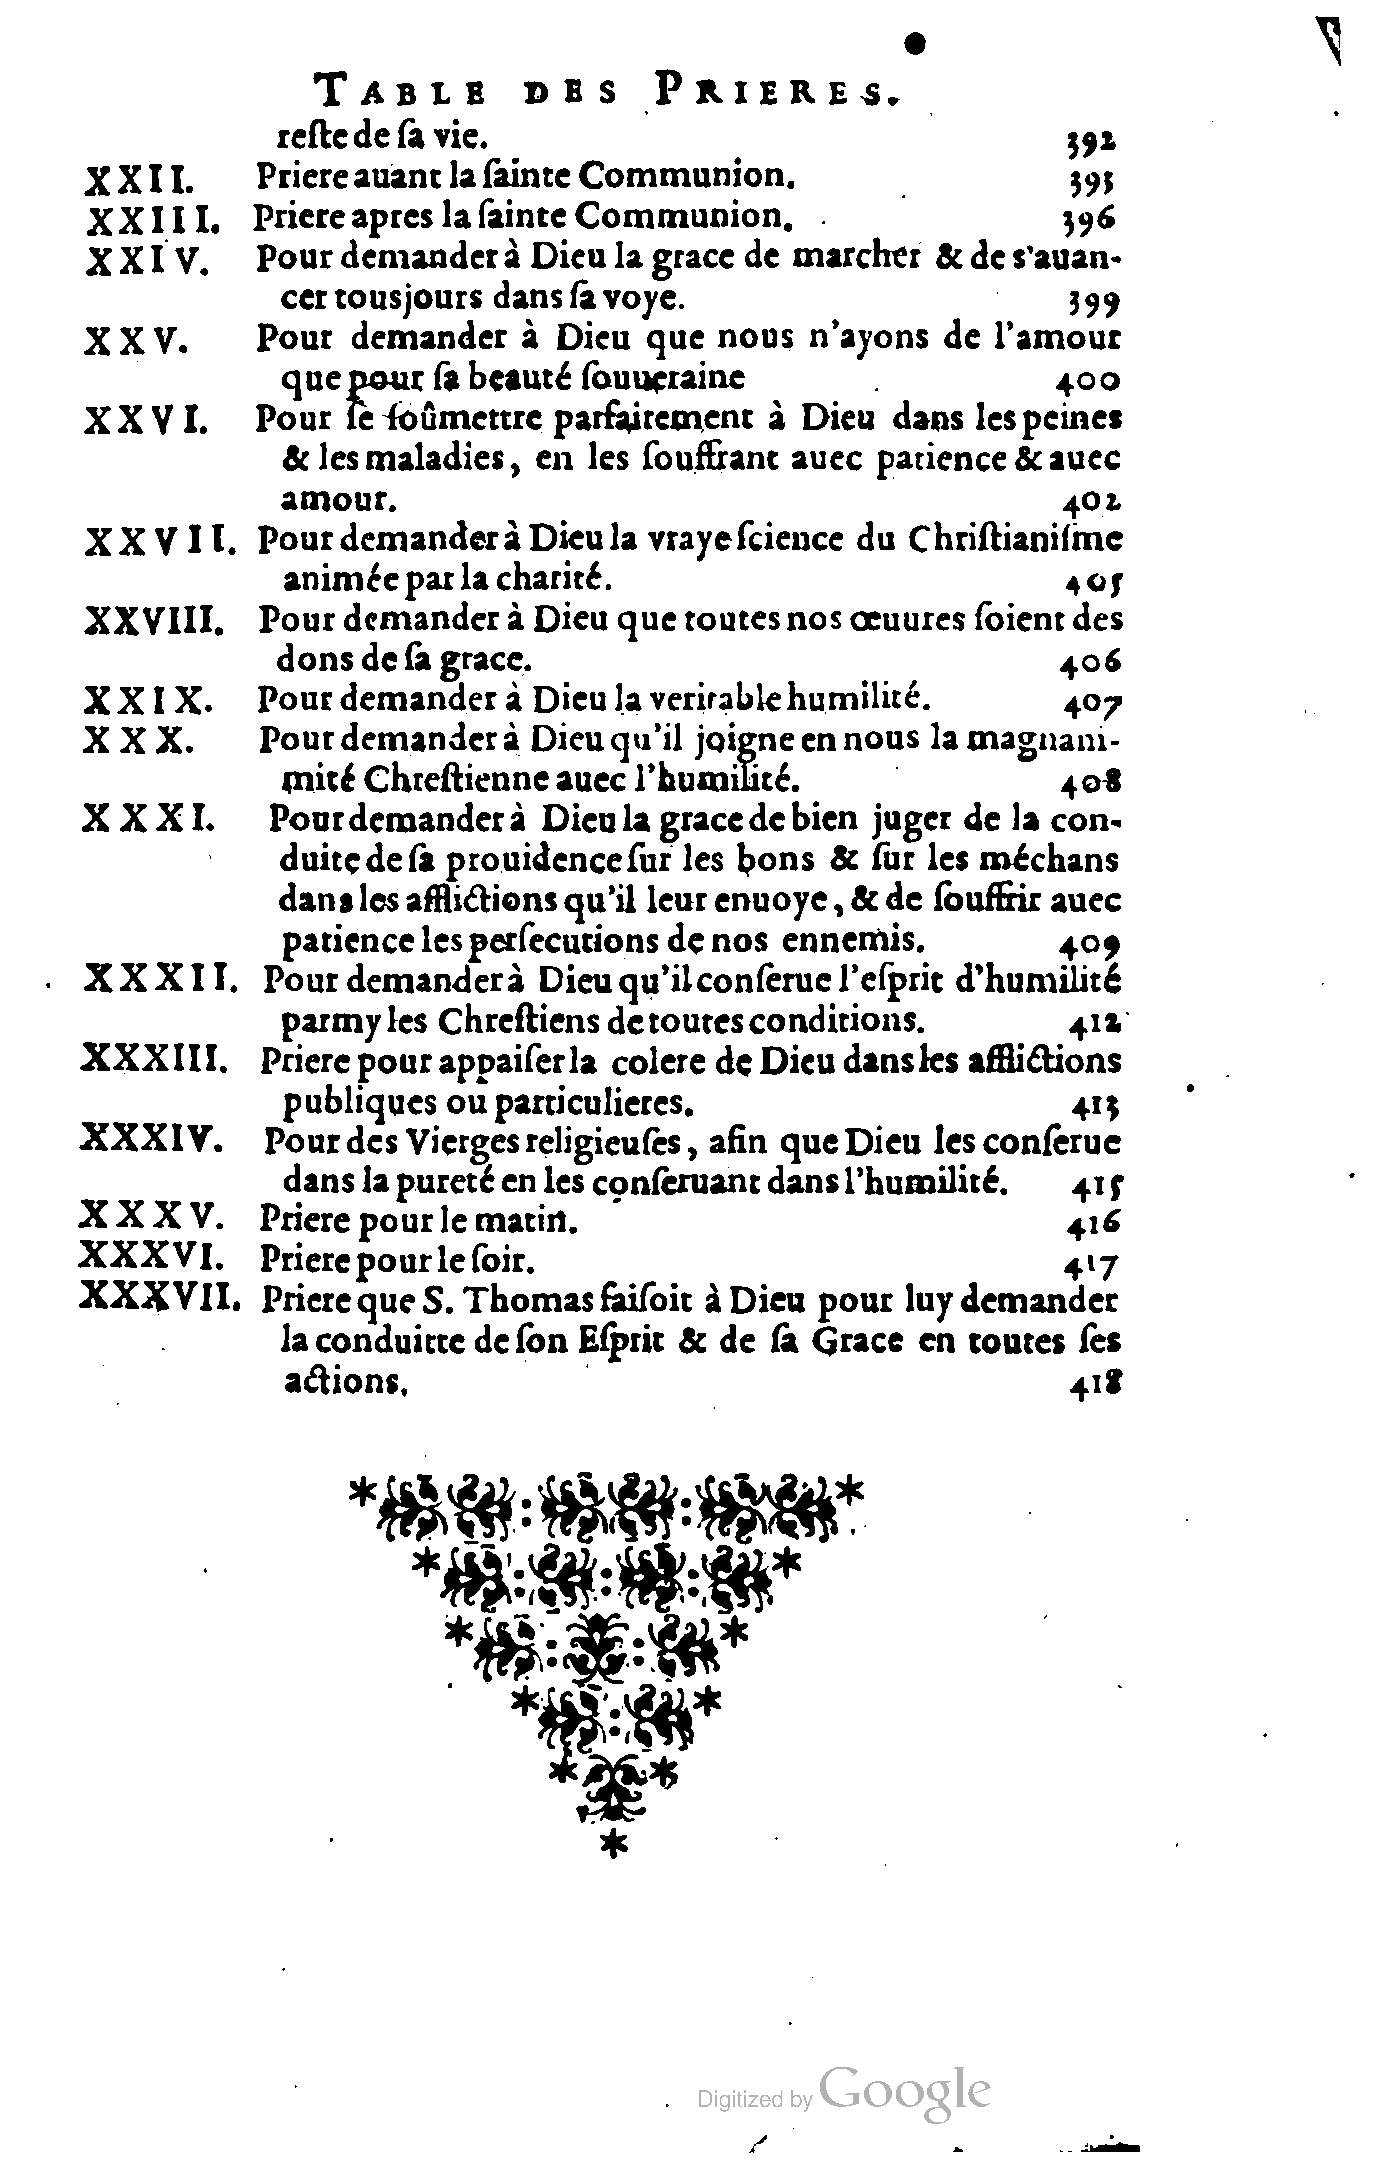 TABLE DES PRIERES.
reſte de ſa vie. 392
XXII. Priere auant la ſainte Communion. 395
XXIII. Priere apres la ſainte Communion. 396
XXIV. Pour demander à Dieu la grace de marcher & de s'auan-
cer tousjours dans ſa voye. 399
XXV. Pour demander à Dieu que nous n'ayons de l'amour
que pour ſa beauté ſouueraine 400
XXVI. Pour ſe ſoûmettre parfaitement à Dieu dans les peines
& les maladies, en les ſouffrant auec patience & auec
amour. 402
XXVII. Pour demander à Dieu la vraye ſcience du Chriſtianiſme
animée par la charité. 405
XXVIII. Pour demander à Dieu que toutes nos œuures ſoient des
dons de ſa grace. 406
XXIX. Pour demander à Dieu la veritable humilité. 407
XXX. Pour demander à Dieu qu'il joigne en nous la magnani-
mité Chreſtienne auec l'humilité. 408
XXXI. Pour demander à Dieu la grace de bien juger de la con-
duite de ſa prouidence ſur les bons & ſur les méchans
dans les afflictions qu'il leur enuoye, & de ſouffrir auec
patience les perſecutions de nos ennemis. 409
XXXII. Pour demander à Dieu qu'il conſerue l'eſprit d'humilité
parmy les Chreſtiens de toutes conditions. 412
XXXIII. Priere pour appaiſer la colere de Dieu dans les afflictions
publiques ou particulieres. 413
XXXIV. Pour des Vierges religieuſes, afin que Dieu les conſerue
dans la pureté en les conſeruant dans l'humilité. 415
XXXV. Priere pour le matin. 416
XXXVI. Priere pour le ſoir. 417
XXXVII. Priere que S. Thomas faiſoit à Dieu pour luy demander
la conduitte de ſon Eſprit & de ſa Grace en toutes ſes
actions. 418
Digitized by Google